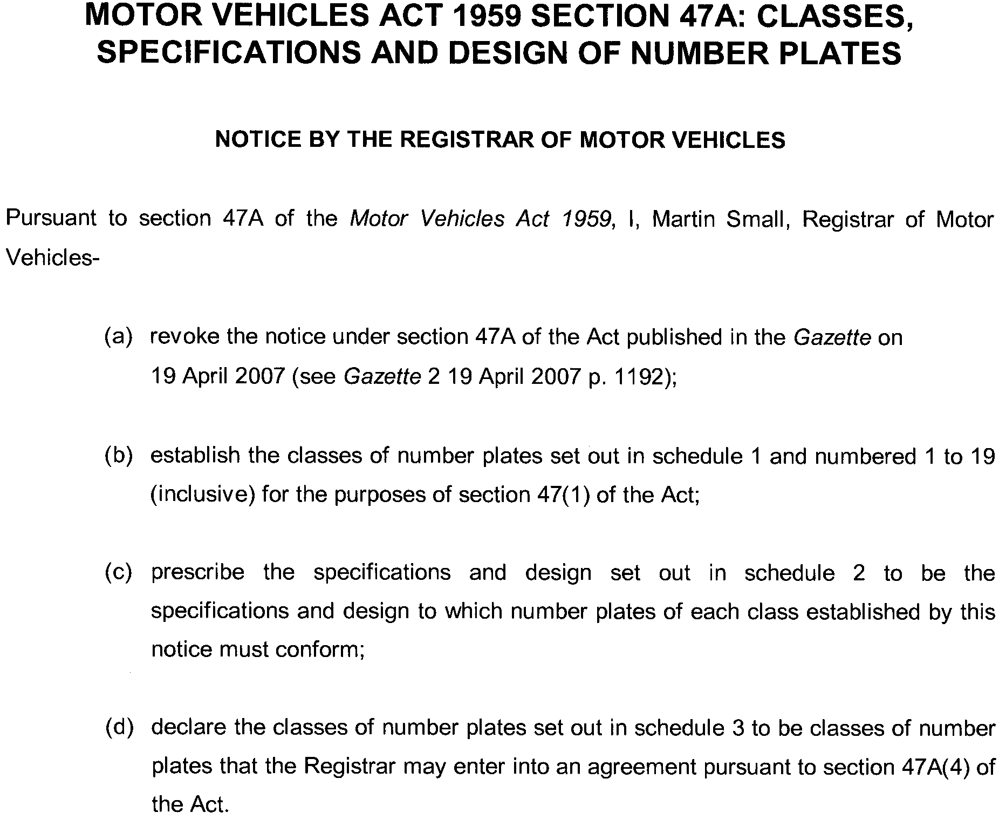 MOTOR VEHICLES ACT 1959 SECTION 47A: CLASSES,
SPECIFICATIONS AND DESIGN OF NUMBER PLATES
NOTICE BY THE REGISTRAR OF MOTOR VEHICLES
Pursuant to section 47A of the Motor Vehicles Act 1959, I, Martin Small, Registrar of Motor
Vehicles-
(a) revoke the notice under section 47A of the Act published in the Gazette on
19 April 2007 (see Gazette 2 19 April 2007 p. 1192);
(b) establish the classes of number plates set out in schedule 1 and numbered 1 to 19
(inclusive) for the purposes of section 47(1) of the Act;
(c) prescribe the specifications and design set out in schedule 2 to be the
specifications and design to which number plates of each class established by this
notice must conform;
(d) declare the classes of number plates set out in schedule 3 to be classes of number
plates that the Registrar may enter into an agreement pursuant to section 47A(4) of
the Act.